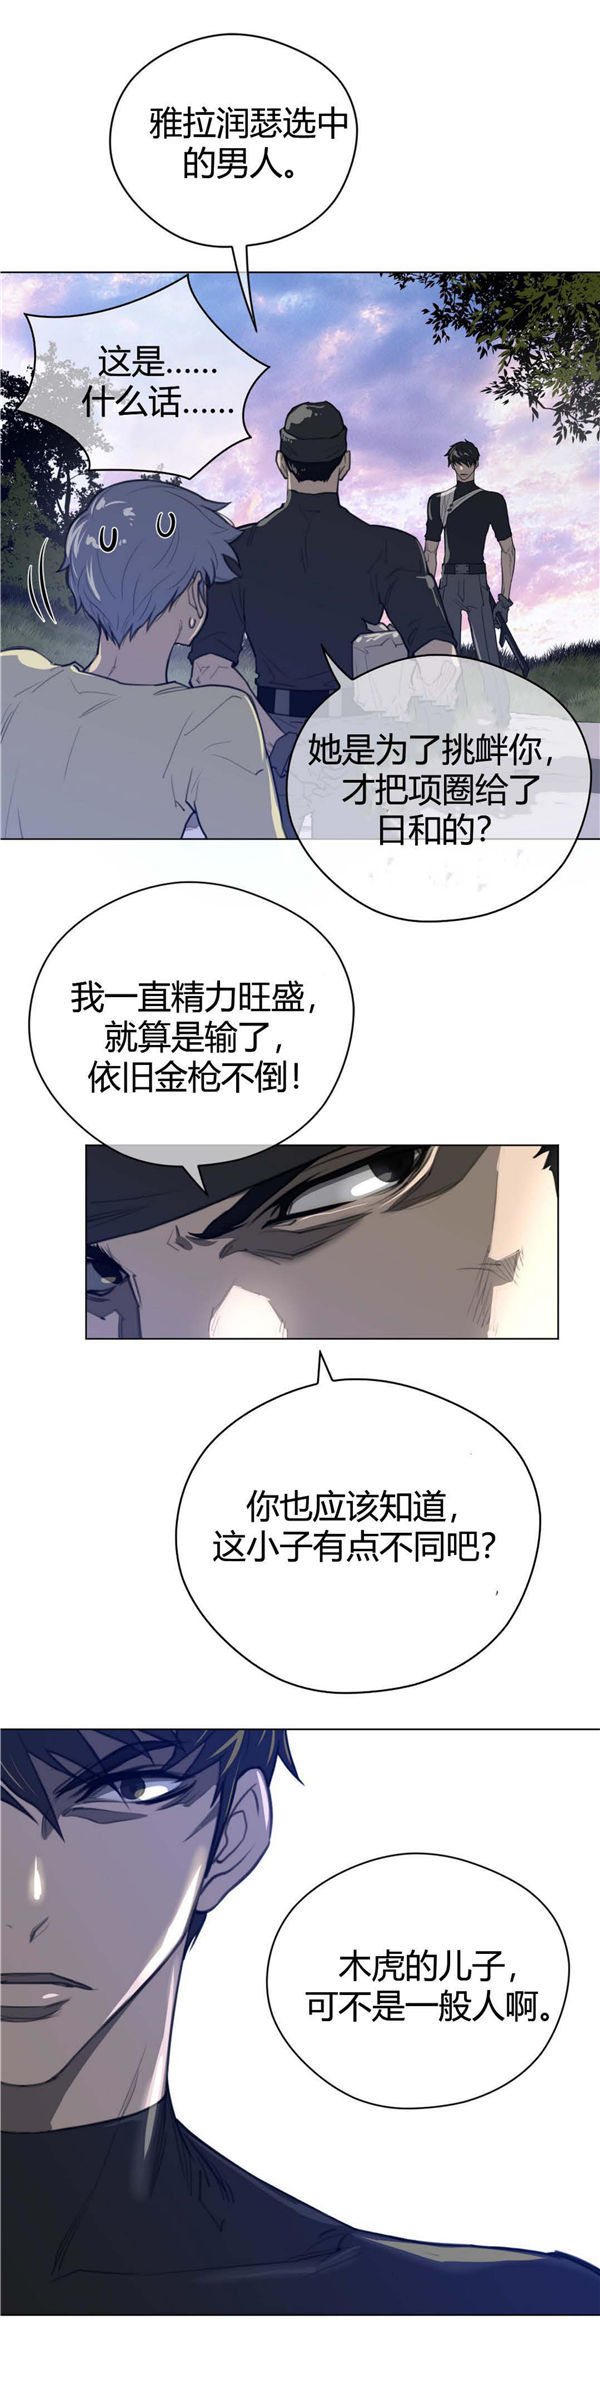 雅拉润瑟选中
的男人。
这是……
什么话……
她是为了挑衅你，
才把项圈给了
日和的？
我一直精力旺盛，
就算是输了，
依旧金枪不倒！
你也应该知道，
这小子有点不同吧？
木虎的儿子，
可不是一般人啊。